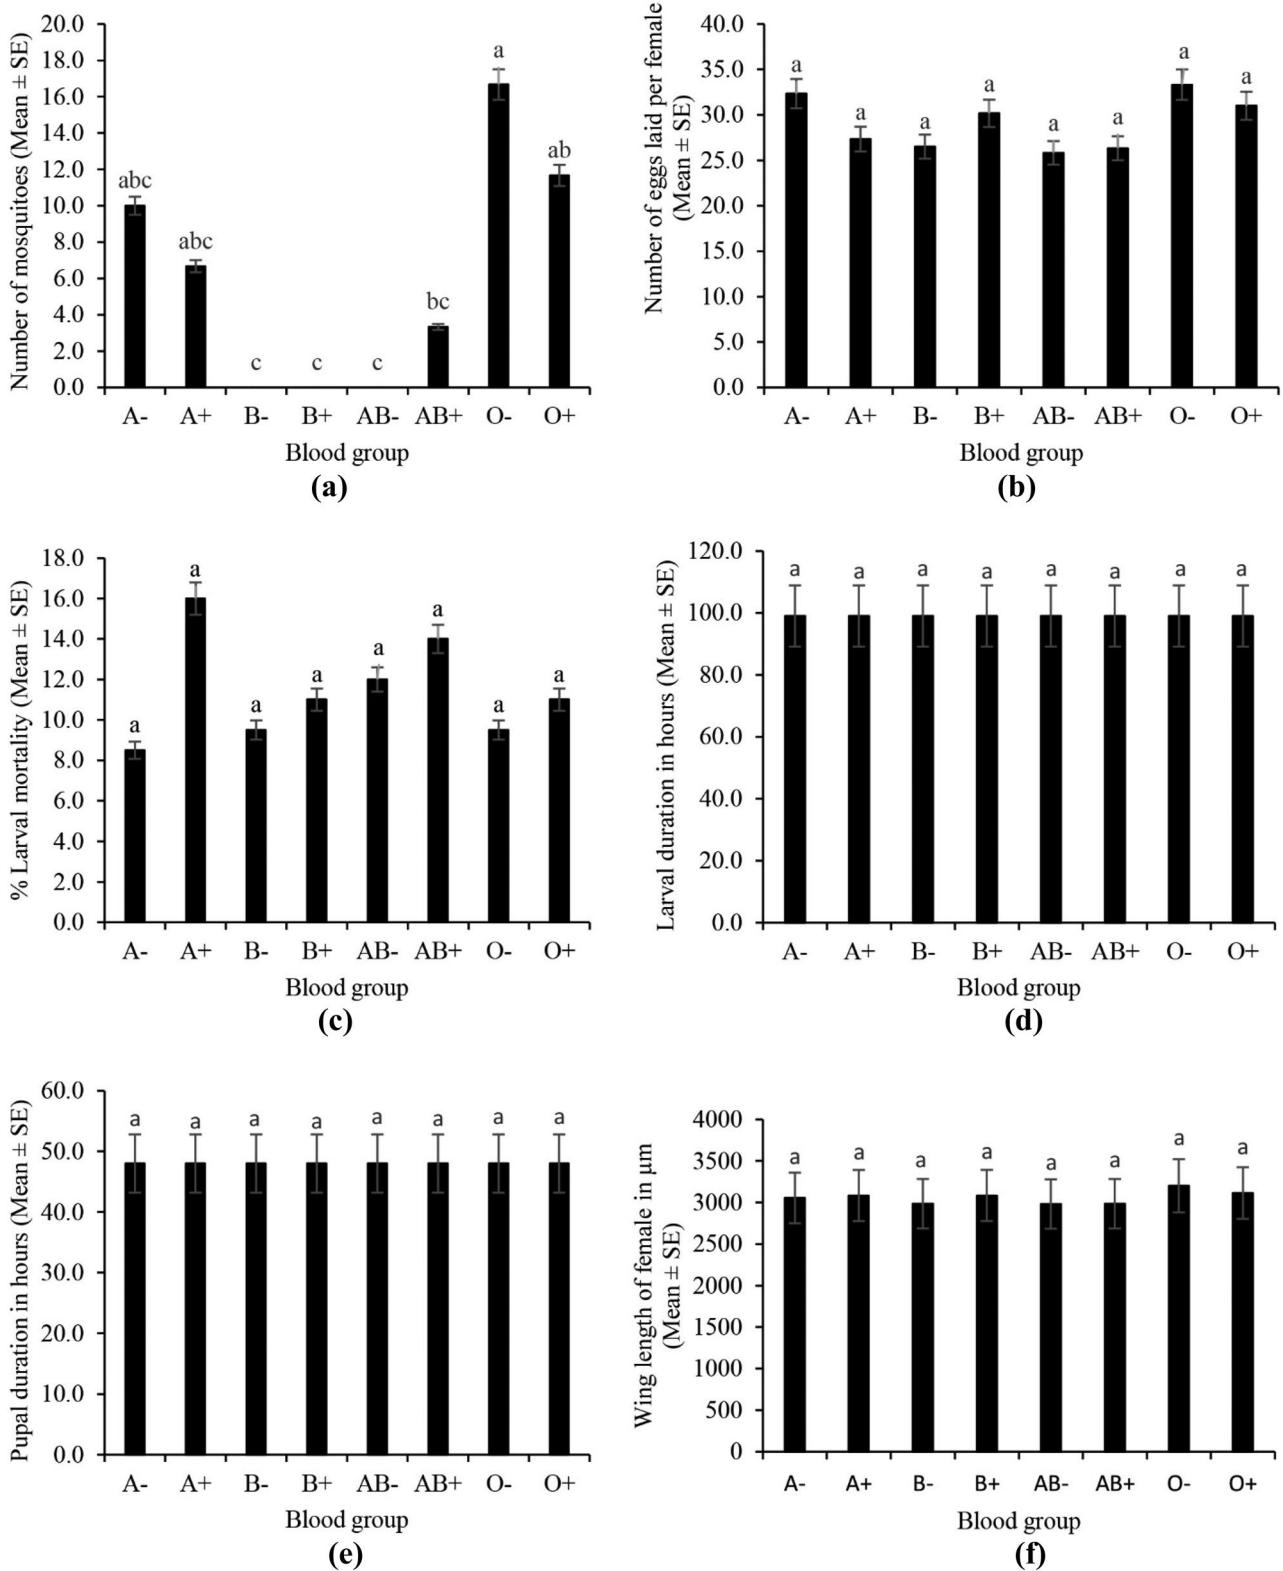 Number of mosquitoes (Mean ± SE)
20.0
18.0
16.0
14.0
12.0
10.0
8.0
6.0
4.0
2.0
0.0
abc
abc
c
c
c
bc
a
ab
A- A+ B- B+ AB- AB+ O- O+
Blood group
(a)
Number of eggs laid per female
(Mean ± SE)
40.0
35.0
30.0
25.0
20.0
15.0
10.0
5.0
0.0
a
a
a
a
a
a
a
a
A- A+ B- B+ AB- AB+ O- O+
Blood group
(b)
% Larval mortality (Mean ± SE)
18.0
16.0
14.0
12.0
10.0
8.0
6.0
4.0
2.0
0.0
a
a
a
a
a
a
a
a
A- A+ B- B+ AB- AB+ O- O+
Blood group
(c)
Larval duration in hours (Mean ± SE)
120.0
100.0
80.0
60.0
40.0
20.0
0.0
a a a a a a a a
A- A+ B- B+ AB- AB+ O- O+
Blood group
(d)
Pupal duration in hours (Mean ± SE)
60.0
50.0
40.0
30.0
20.0
10.0
0.0
a a a a a a a a
A- A+ B- B+ AB- AB+ O- O+
Blood group
(e)
Wing length of female in µm
(Mean ± SE)
4000
3500
3000
2500
2000
1500
1000
500
0
a a a a a a a a
A- A+ B- B+ AB- AB+ O- O+
Blood group
(f)